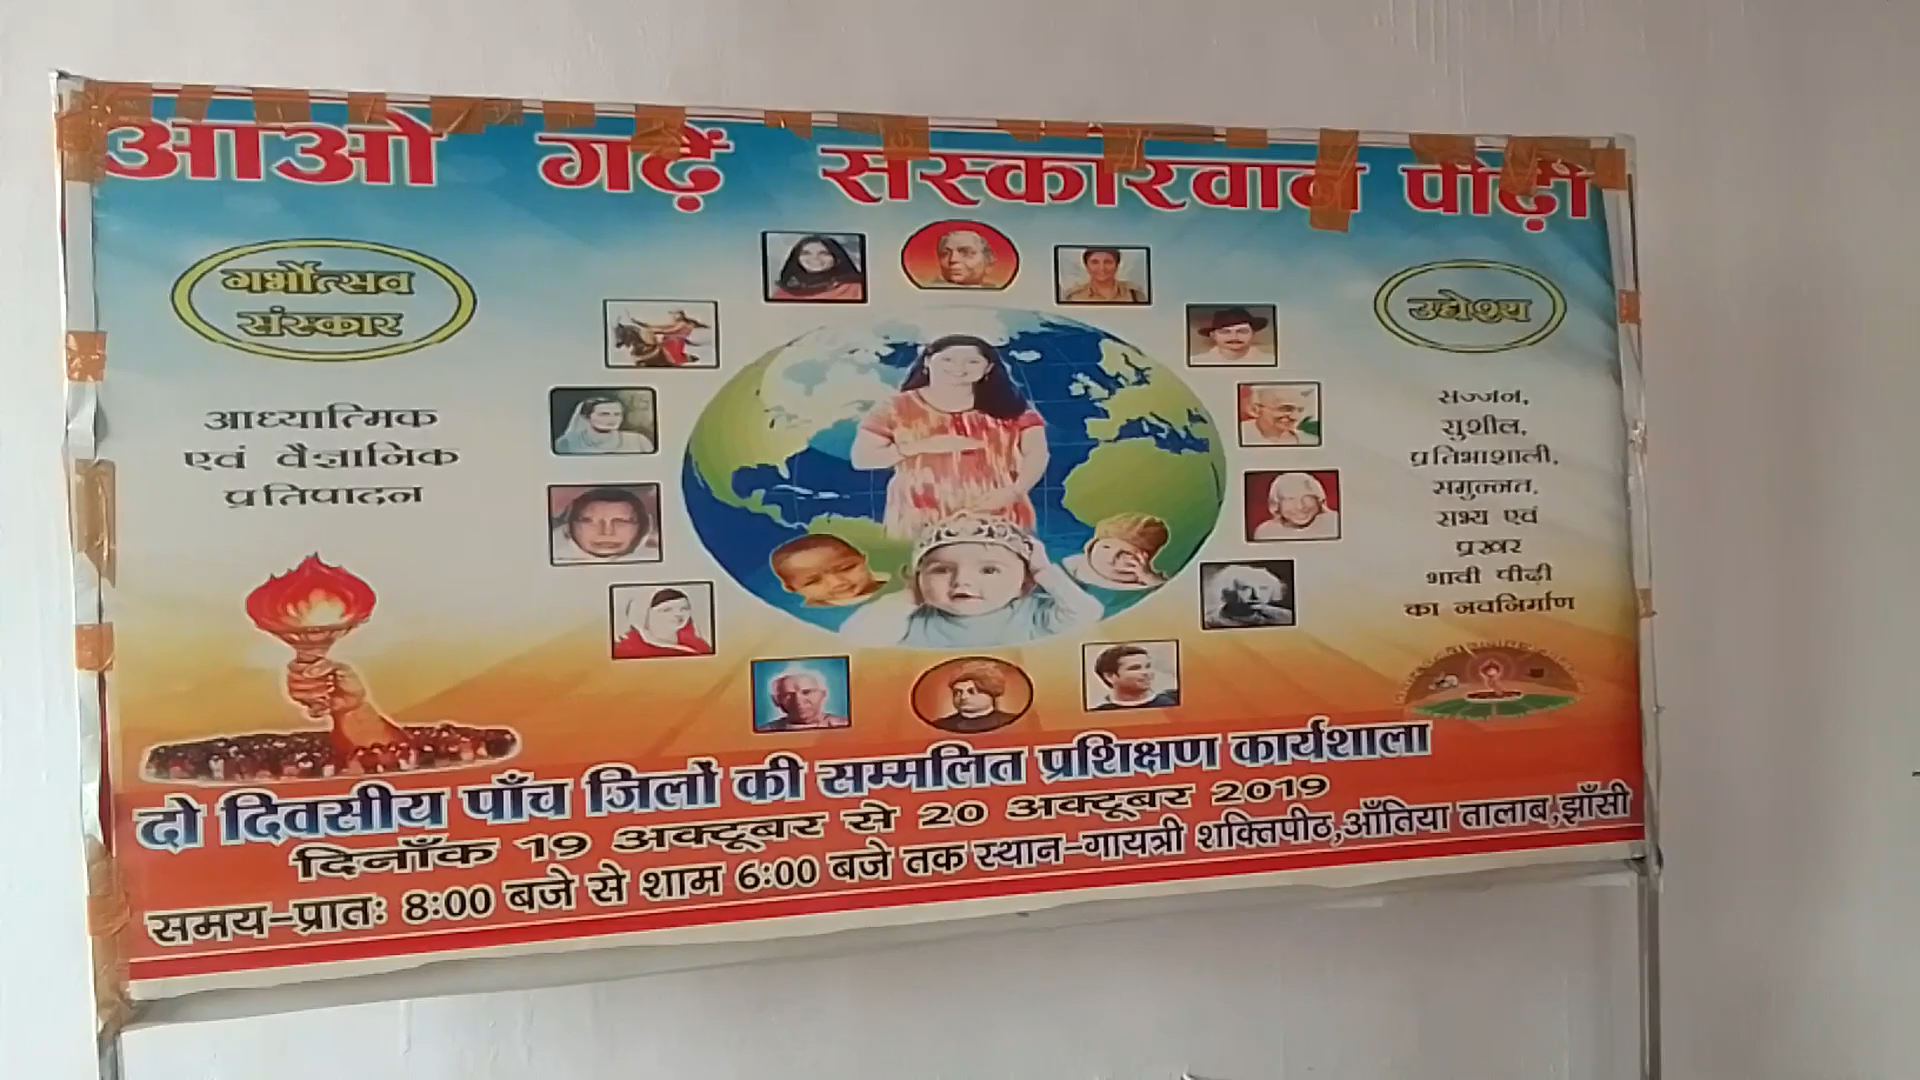 आओ गढ़ें संस्कारवान पीढ़ी
गर्भोत्सव
संस्कार
आध्यात्मिक
एवं वैज्ञानिक
प्रतिपादन
उद्येश्य
सज्जन,
सुशील,
प्रतिभाशाली,
समुन्नत,
सभ्य एवं
प्रखर
भावी पीढ़ी
का नवनिर्माण
दो दिवसीय पाँच जिलों की सम्मलित प्रशिक्षण कार्यशाला
दिनाँक 19 अक्टूबर से 20 अक्टूबर 2019
समय-प्रातः 8:00 बजे से शाम 6:00 बजे तक स्थान-गायत्री शक्तिपीठ,आँतिया तालाब,झाँसी